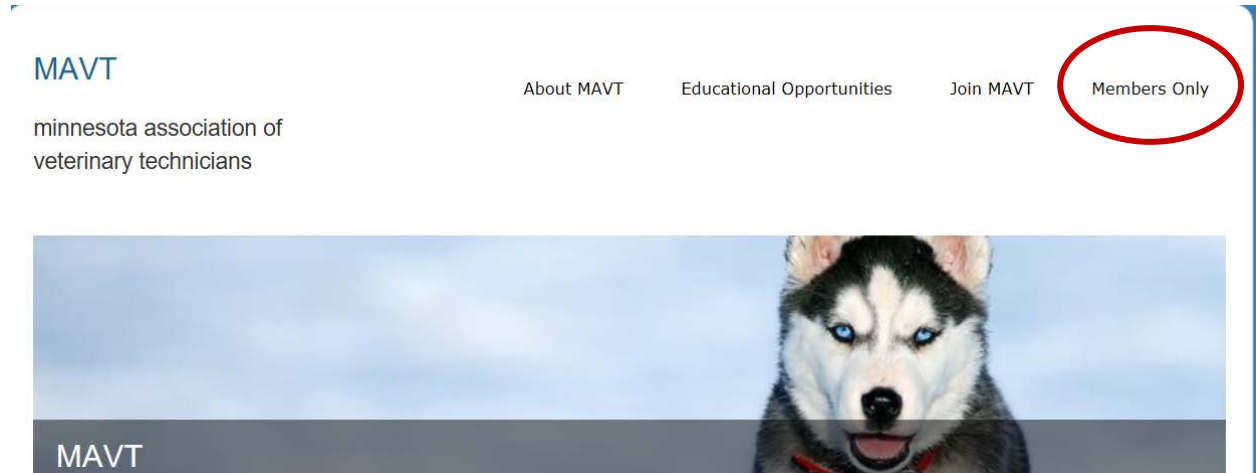 MAVT
About MAVT Educational Opportunities Join MAVT Members Only
minnesota association of
veterinary technicians
MAVT